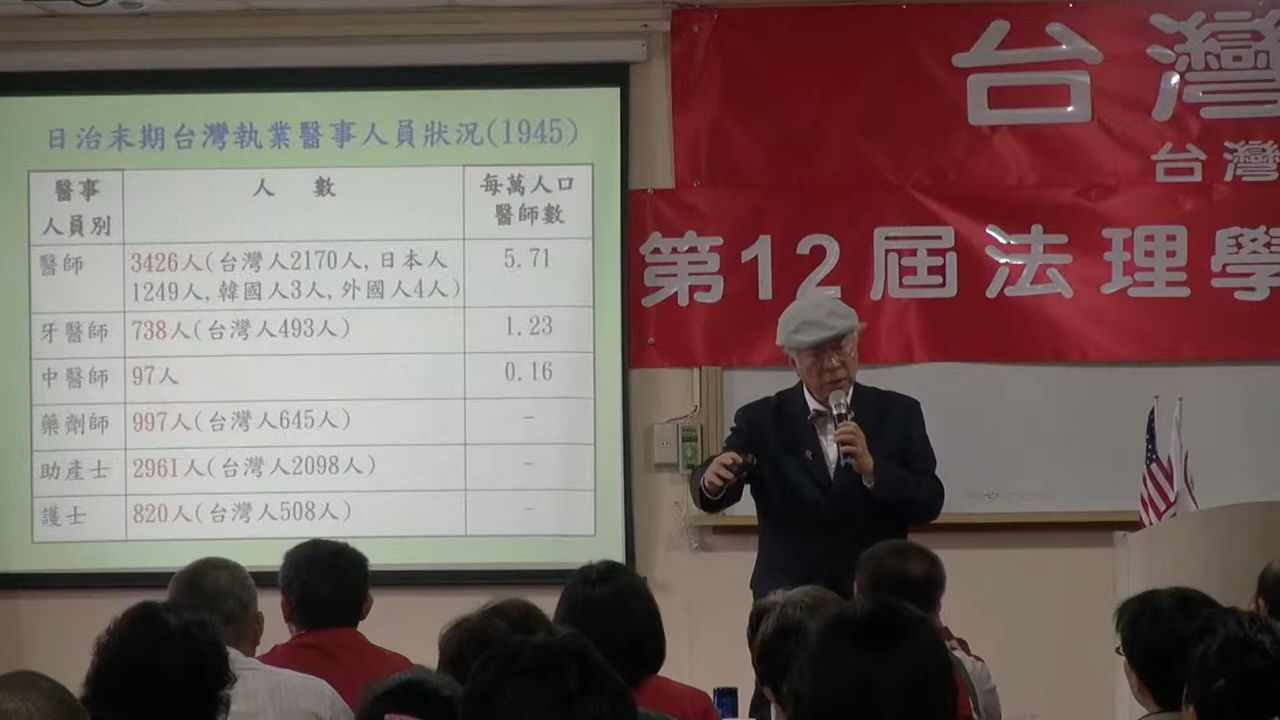 日治末期台灣執業醫事人員狀況(1945)
醫事
人員別
人 數
每萬人口
醫師數
醫師
3426人(台灣人2170人,日本人
1249人,韓國人3人,外國人4人)
5.71
牙醫師
738人(台灣人493人)
1.23
中醫師
97人
0.16
藥劑師
997人(台灣人645人)
-
助產士
2961人(台灣人2098人)
-
護士
820人(台灣人508人)
-
台灣
台灣
第12屆法理學